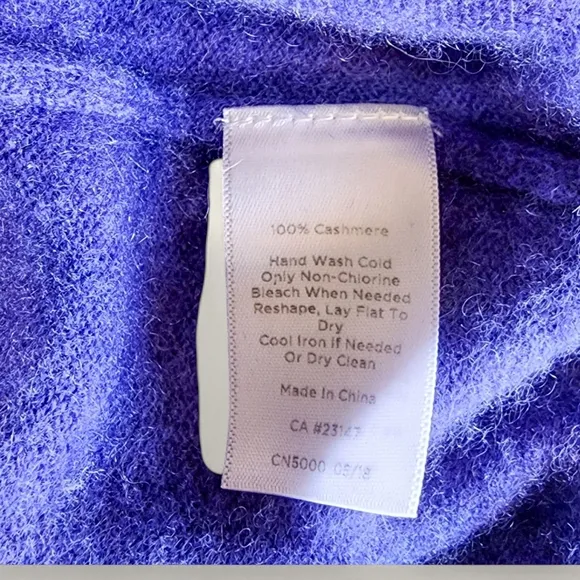 100% Cashmere
Hand Wash Cold
Only Non-Chlorine
Bleach When Needed
Reshape, Lay Flat To
Dry
Cool Iron if Needed
Or Dry Clean
Made In China
CA #23147
CN5000 05/18